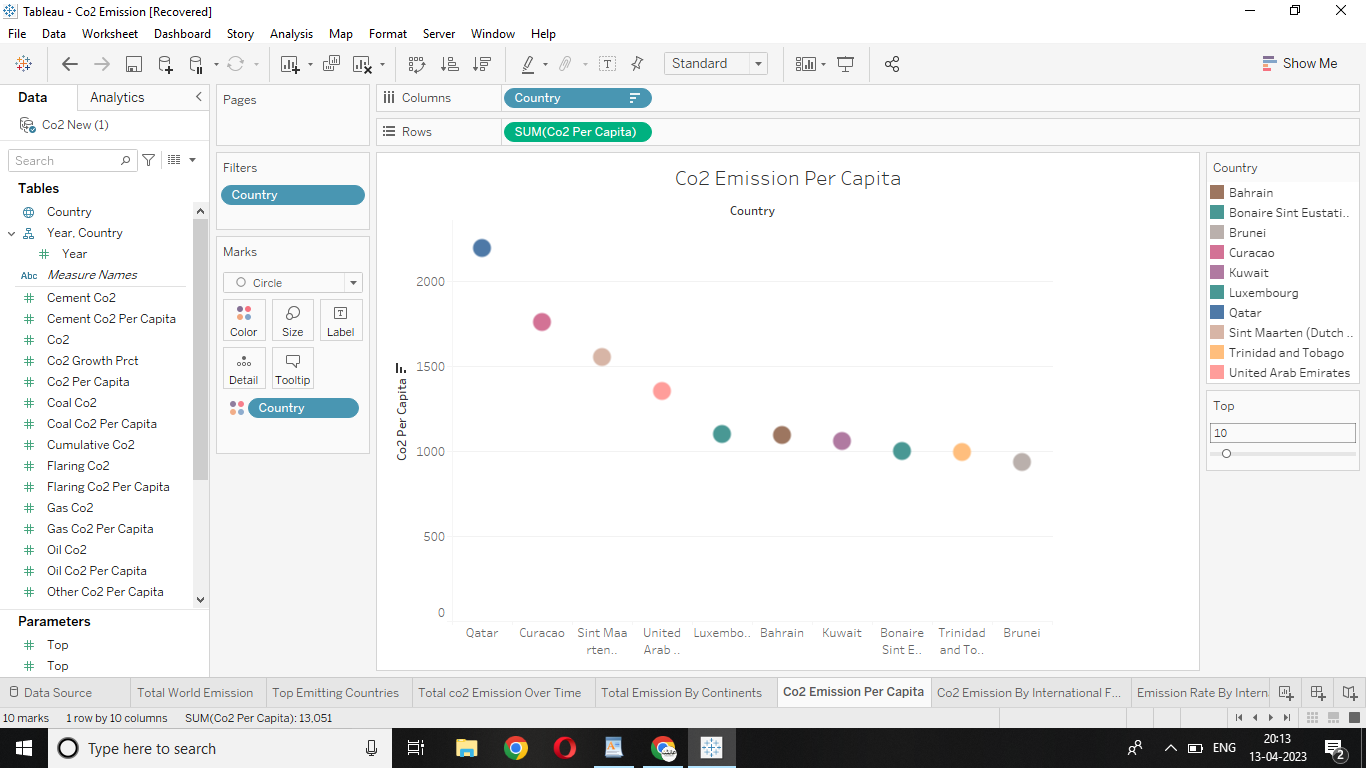 Tableau - Co2 Emission [Recovered]
File Data Worksheet Dashboard Story Analysis Map Format Server Window Help
Standard
Show Me
Data Analytics
Co2 New (1)
Search
Tables
Country
Year, Country
Year
Abc Measure Names
Cement Co2
Cement Co2 Per Capita
Co2
Co2 Growth Prct
Co2 Per Capita
Coal Co2
Coal Co2 Per Capita
Cumulative Co2
Flaring Co2
Flaring Co2 Per Capita
Gas Co2
Gas Co2 Per Capita
Oil Co2
Oil Co2 Per Capita
Other Co2 Per Capita
Parameters
Top
Top
Pages
Filters
Country
Marks
Circle
Color Size Label
Detail Tooltip
Country
Columns Country
Rows SUM(Co2 Per Capita)
Co2 Emission Per Capita
Country
Co2 Per Capita
2000
1500
1000
500
0
Qatar Curacao Sint Maa rten.. United Arab .. Luxembo.. Bahrain Kuwait Bonaire Sint E.. Trinidad and To.. Brunei
Country
Bahrain
Bonaire Sint Eustati..
Brunei
Curacao
Kuwait
Luxembourg
Qatar
Sint Maarten (Dutch ..
Trinidad and Tobago
United Arab Emirates
Top
10
Data Source Total World Emission Top Emitting Countries Total co2 Emission Over Time Total Emission By Continents Co2 Emission Per Capita Co2 Emission By International F... Emission Rate By Intern
10 marks 1 row by 10 columns SUM(Co2 Per Capita): 13,051
Type here to search
ENG
20:13
13-04-2023
2